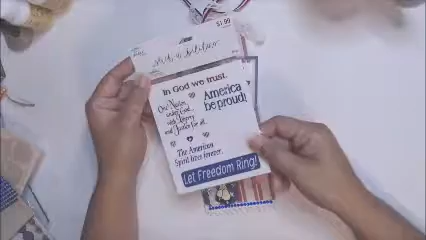 $1.99
In God we trust.
America
be proud!
One Nation
under God,
with Liberty
and Justice for all.
The American
Spirit lives forever.
Let Freedom Ring!